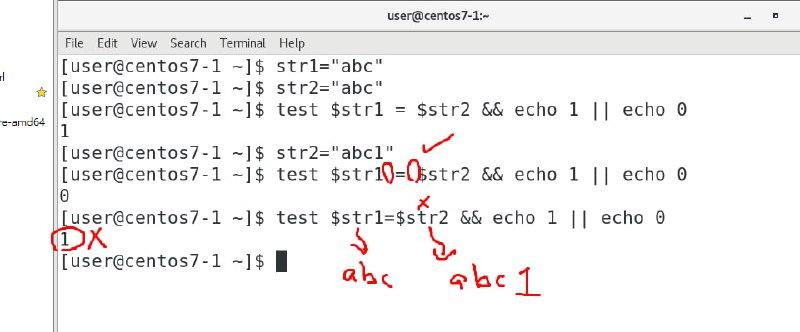 user@centos7-1:~
File Edit View Search Terminal Help
[user@centos7-1 ~]$ str1="abc"
[user@centos7-1 ~]$ str2="abc"
[user@centos7-1 ~]$ test $str1 = $str2 && echo 1 || echo 0
1
[user@centos7-1 ~]$ str2="abc1"
[user@centos7-1 ~]$ test $str1 = $str2 && echo 1 || echo 0
0
[user@centos7-1 ~]$ test $str1=$str2 && echo 1 || echo 0
1 X
[user@centos7-1 ~]$
abc abc1
rl
re-amd64